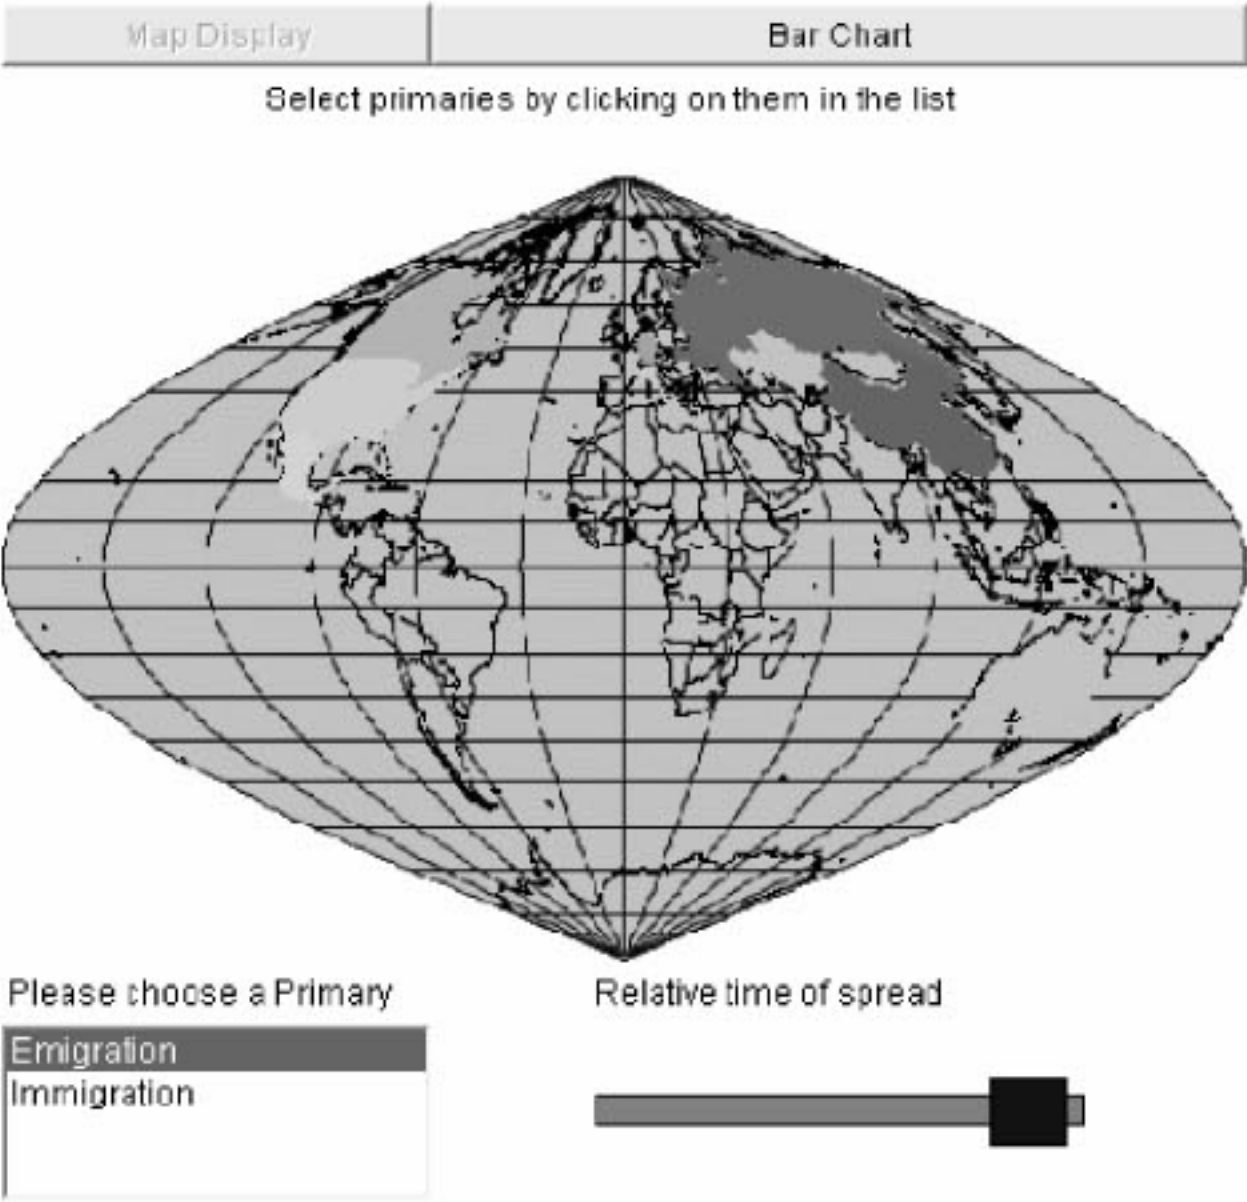 Map Display
Bar Chart
Select primaries by clicking on them in the list
Please choose a Primary
Relative time of spread
Emigration
Immigration